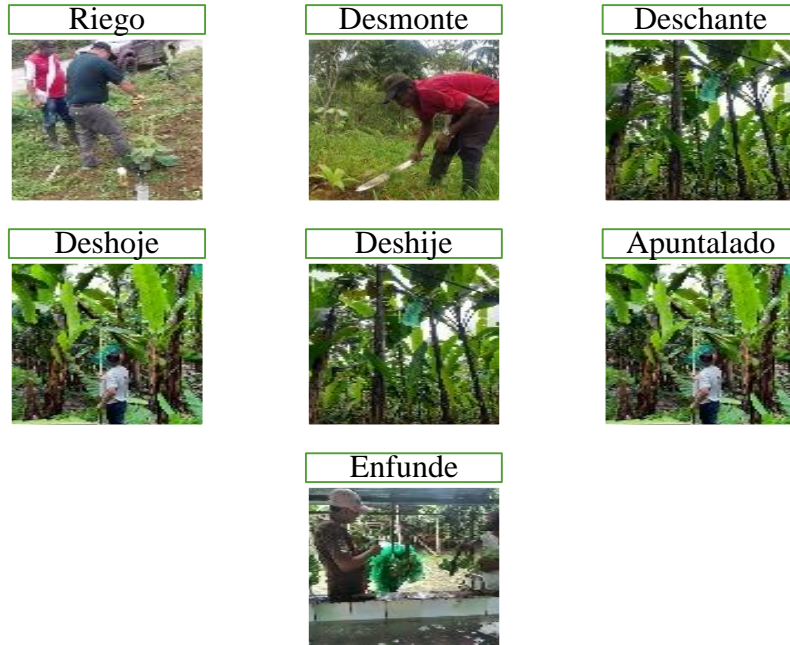 Riego
Desmonte
Deschante
Deshoje
Deshije
Apuntalado
Enfunde